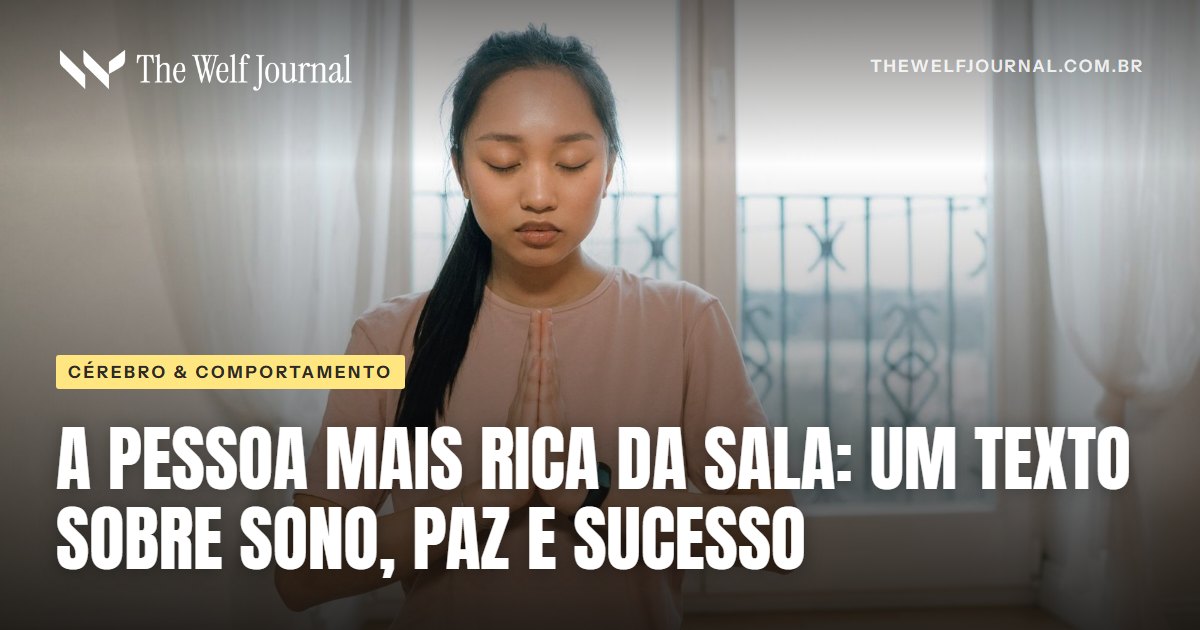 The Welf Journal
THEWELFJOURNAL.COM.BR
CÉREBRO & COMPORTAMENTO
A PESSOA MAIS RICA DA SALA: UM TEXTO
SOBRE SONO, PAZ E SUCESSO